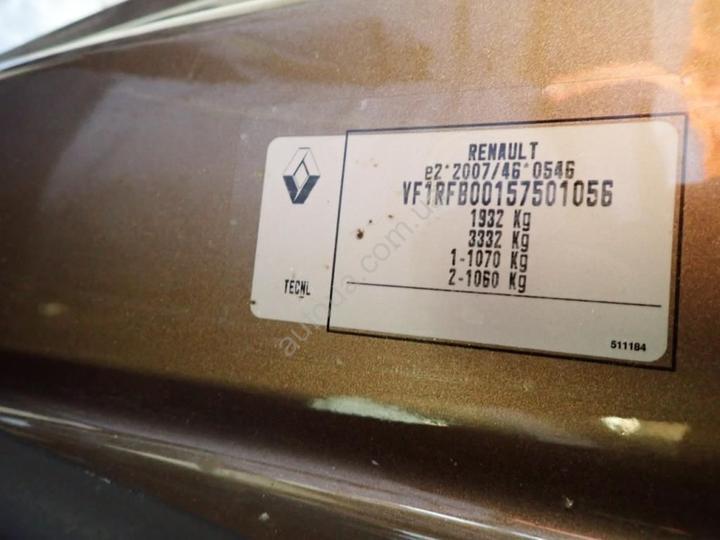 RENAULT
e2*2007/46*0546
VF1RFB00157501056
1932 Kg
3332 Kg
1-1070 Kg
2-1060 Kg
TECNL
511184